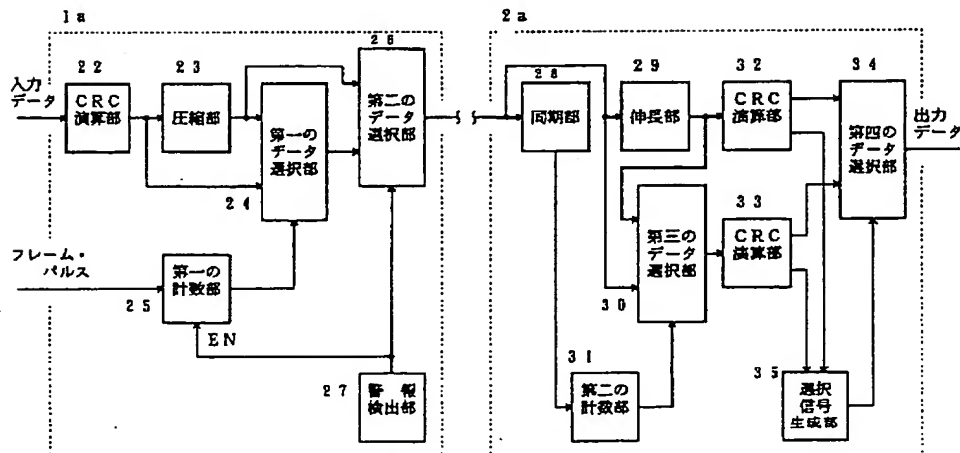 1a
2a
22
CRC
演算部
23
圧縮部
26
第二の
データ
選択部
28
同期部
29
伸長部
32
CRC
演算部
34
第四の
データ
選択部
入力
データ
出力
データ
第一の
データ
選択部
24
フレーム・
パルス
第一の
計数部
25
EN
27
警報
検出部
第三の
データ
選択部
30
33
CRC
演算部
31
第二の
計数部
35
選択
信号
生成部